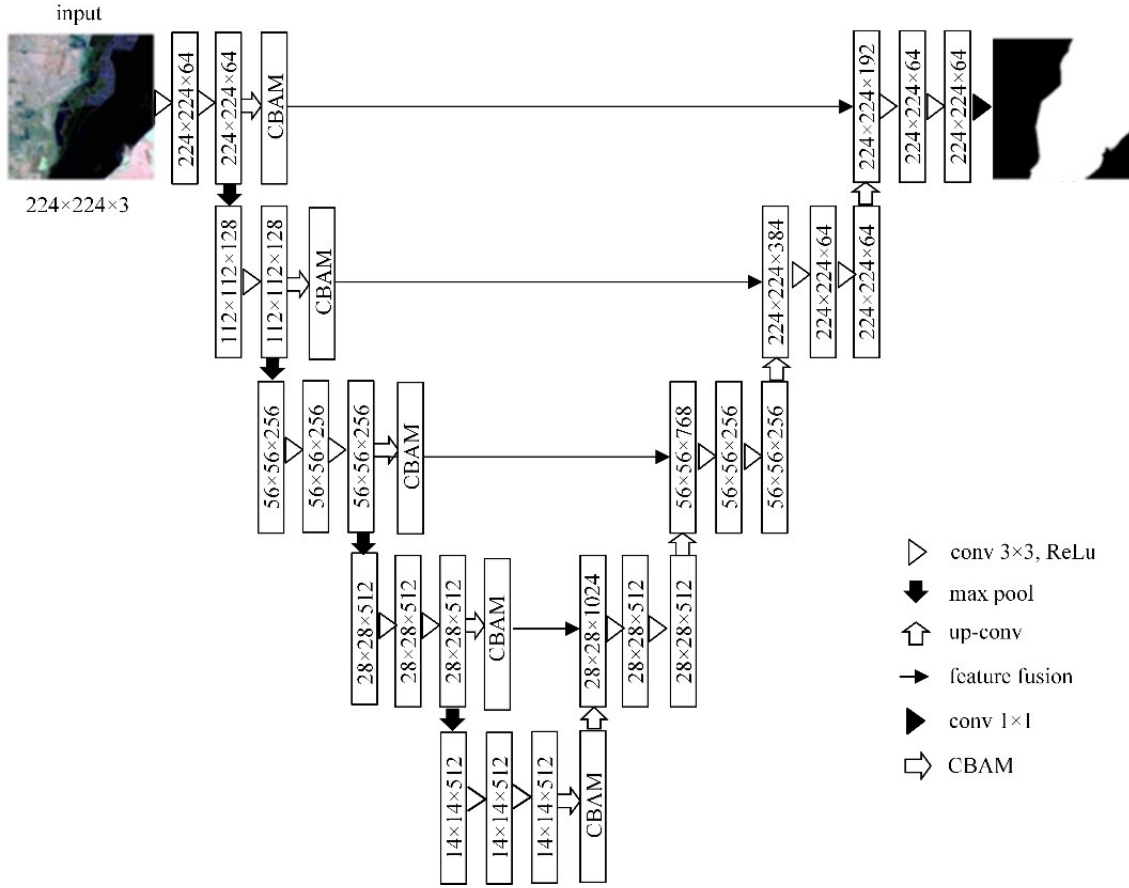 input
224×224×3
224×224×64
224×224×64
CBAM
224×224×192
224×224×64
224×224×64
112×112×128
112×112×128
CBAM
224×224×384
224×224×64
224×224×64
56×56×256
56×56×256
56×56×256
CBAM
56×56×768
56×56×256
56×56×256
28×28×512
28×28×512
28×28×512
CBAM
28×28×1024
28×28×512
28×28×512
14×14×512
14×14×512
14×14×512
CBAM
conv 3×3, ReLu
max pool
up-conv
feature fusion
conv 1×1
CBAM